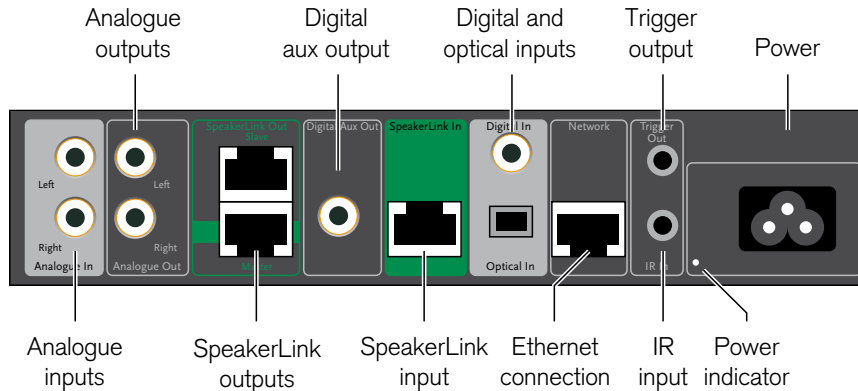 Analogue
outputs
Digital
aux output
Digital and
optical inputs
Trigger
output
Power
SpeakerLink Out
Slave
Digital Aux Out
SpeakerLink In
Digital In
Network
Trigger
Out
Left
Left
Right
Right
Analogue In
Analogue Out
Master
Optical In
IR In
Analogue
inputs
SpeakerLink
outputs
SpeakerLink
input
Ethernet
connection
IR
input
Power
indicator